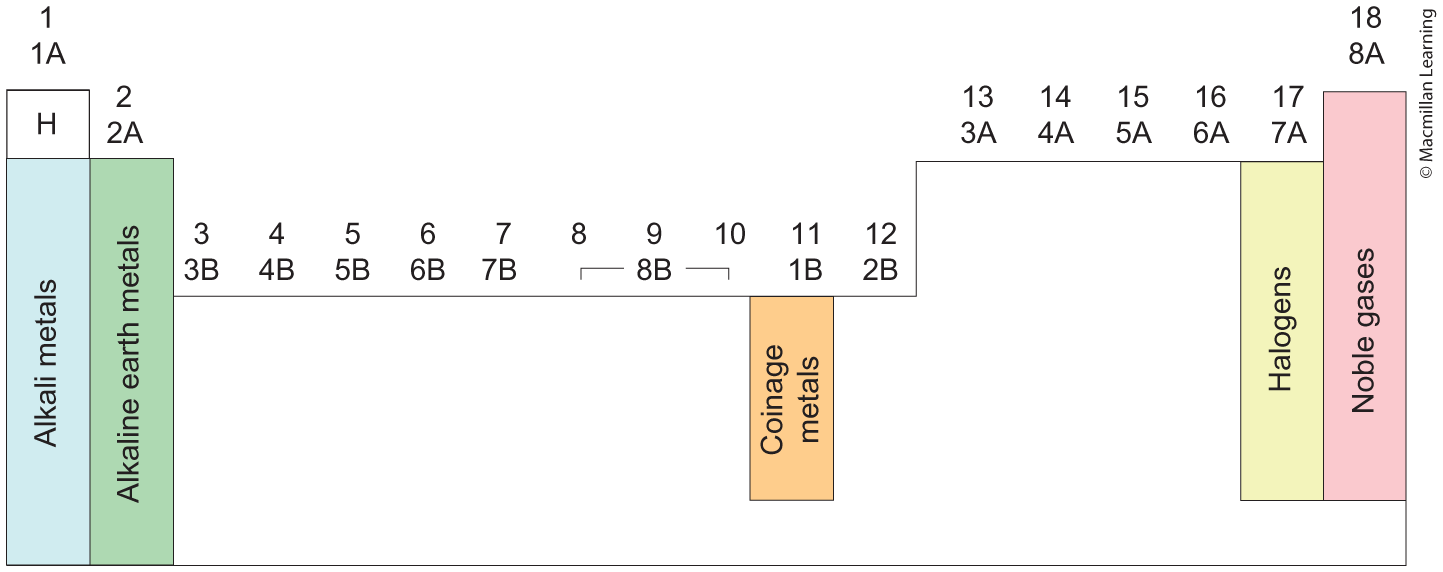 1
1A
18
8A
H
2
2A
13 14 15 16 17
3A 4A 5A 6A 7A
3 4 5 6 7 8 9 10 11 12
3B 4B 5B 6B 7B 8B 1B 2B
Alkali metals
Alkaline earth metals
Coinage
metals
Halogens
Noble gases
© Macmillan Learning